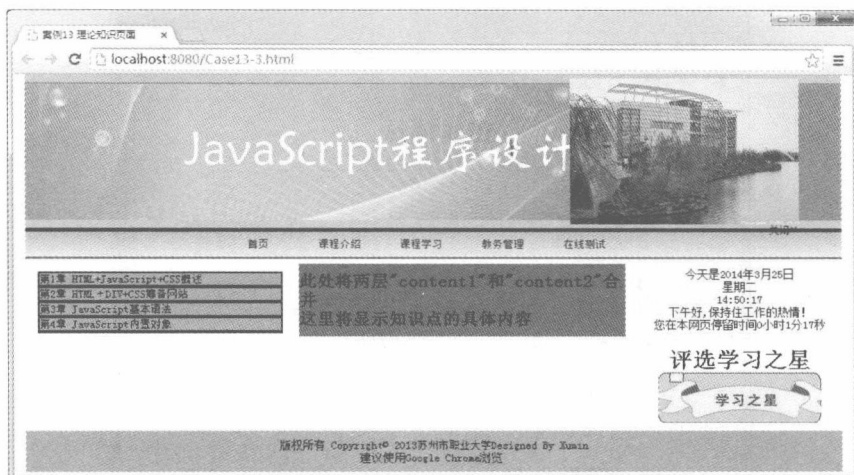 案例13 理论知识页面 ×
localhost:8080/Case13-3.html
JavaScript程序设计
关闭
首页 课程介绍 课程学习 教务管理 在线测试
第1章 HTML+JavaScript+CSS概述
第2章 HTML+DIV+CSS静音网站
第3章 JavaScript基本语法
第4章 JavaScript内置对象
此处将两层"content1"和"content2"合
并
这里将显示知识点的具体内容
今天是2014年3月25日
星期二
14:50:17
下午好,保持住工作的热情!
您在本网页停留时间0小时1分17秒
评选学习之星
学习之星
版权所有 Copyright© 2013苏州市职业大学Designed By Xumin
建议使用Google Chrome浏览